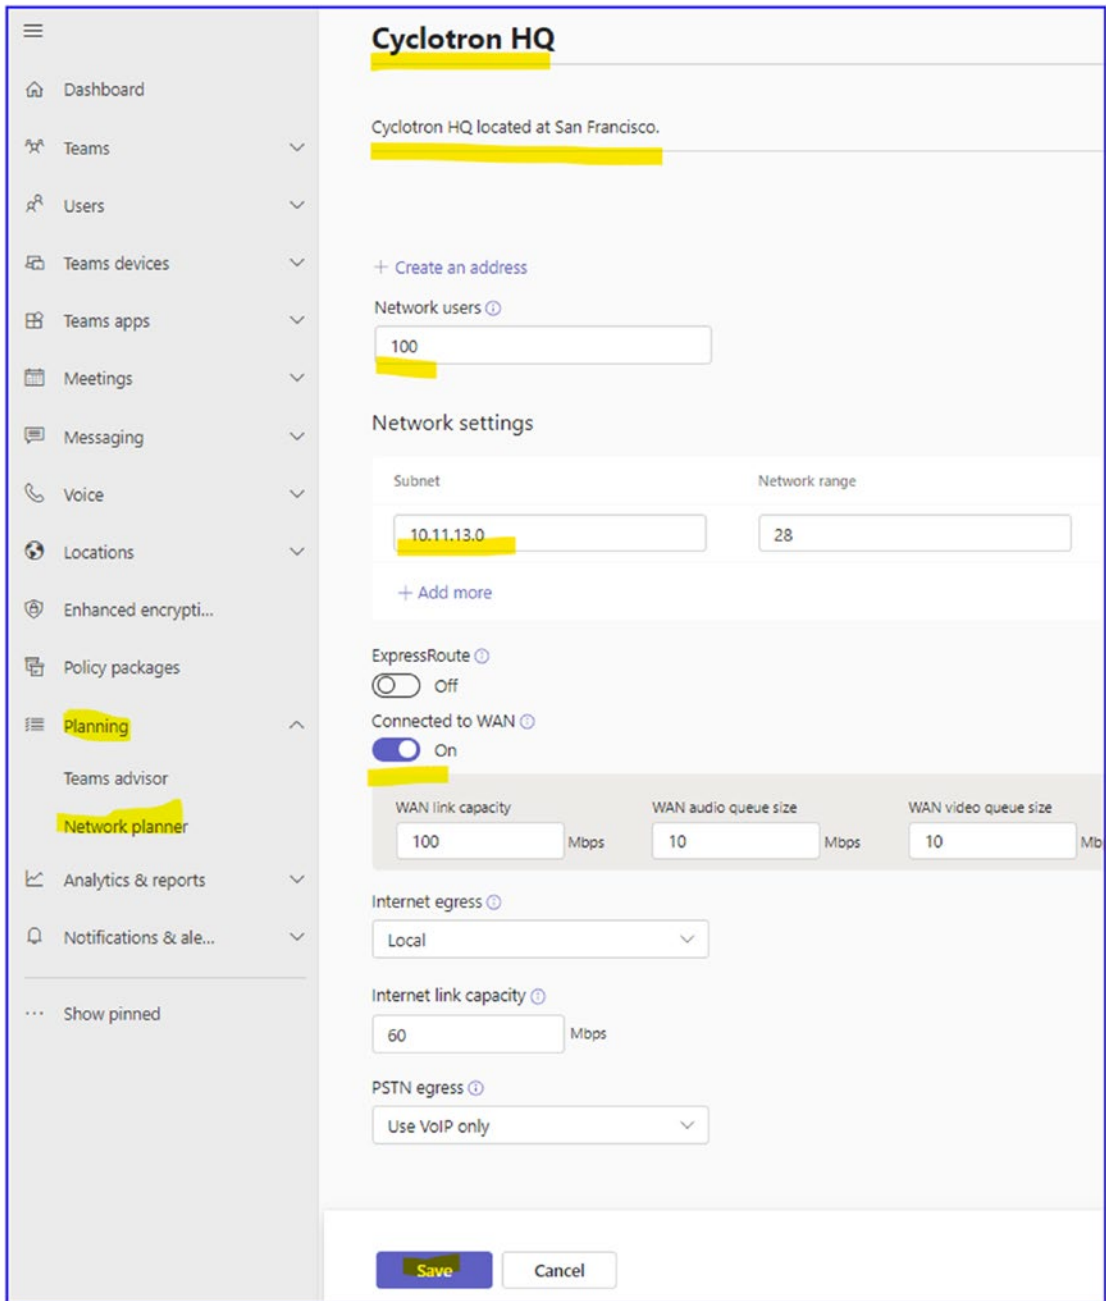 Dashboard
Teams
Users
Teams devices
Teams apps
Meetings
Messaging
Voice
Locations
Enhanced encrypti...
Policy packages
Planning
Teams advisor
Network planner
Analytics & reports
Notifications & ale...
Show pinned
Cyclotron HQ
Cyclotron HQ located at San Francisco.
+ Create an address
Network users
100
Network settings
Subnet Network range
10.11.13.0 28
+ Add more
ExpressRoute
Off
Connected to WAN
On
WAN link capacity WAN audio queue size WAN video queue size
100 Mbps 10 Mbps 10 Mb
Internet egress
Local
Internet link capacity
60 Mbps
PSTN egress
Use VoIP only
Save Cancel